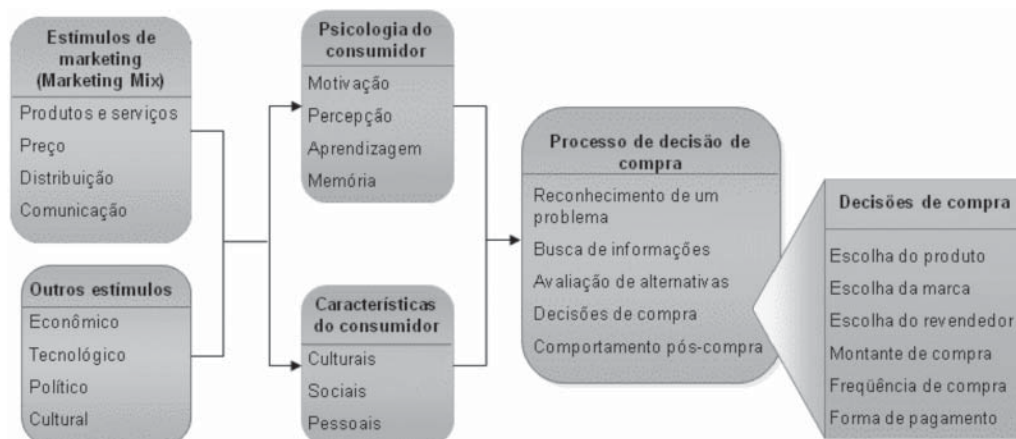 Estímulos de
marketing
(Marketing Mix)
Produtos e serviços
Preço
Distribuição
Comunicação
Outros estímulos
Econômico
Tecnológico
Político
Cultural
Psicologia do
consumidor
Motivação
Percepção
Aprendizagem
Memória
Características
do consumidor
Culturais
Sociais
Pessoais
Processo de decisão de
compra
Reconhecimento de um
problema
Busca de informações
Avaliação de alternativas
Decisões de compra
Comportamento pós-compra
Decisões de compra
Escolha do produto
Escolha da marca
Escolha do revendedor
Montante de compra
Freqüência de compra
Forma de pagamento